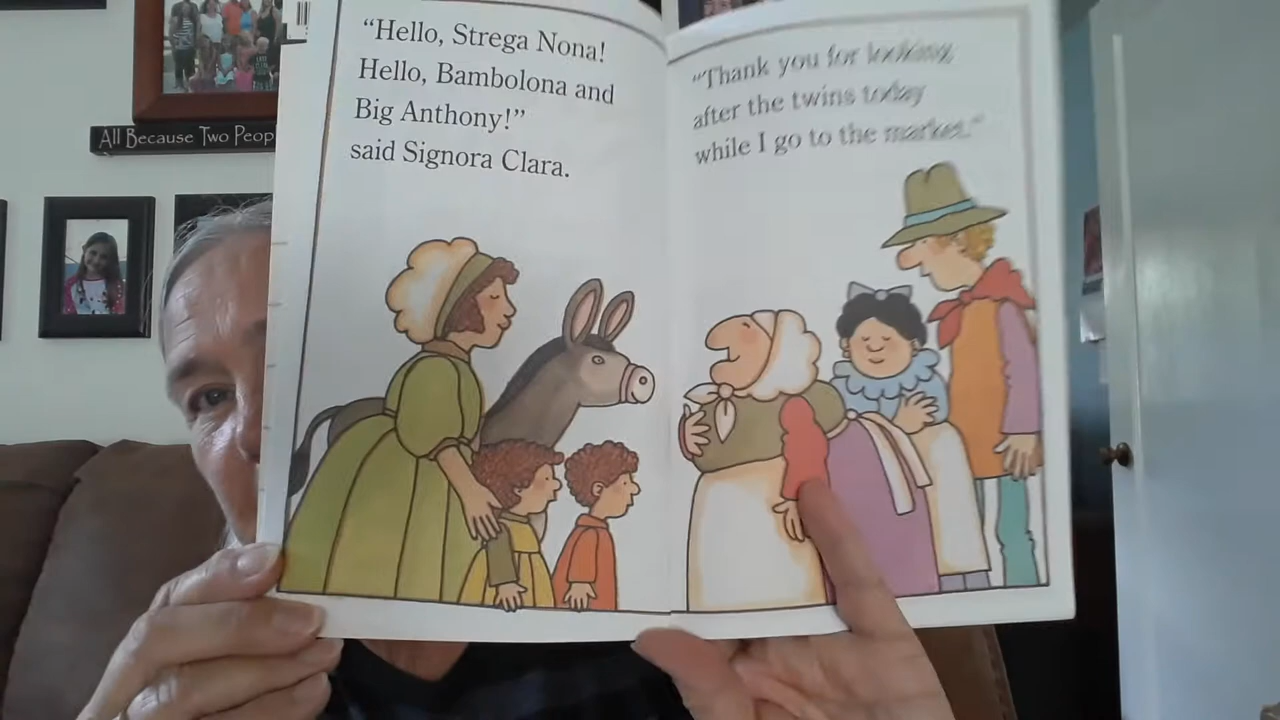 All Because Two Peop
“Hello, Strega Nona!
Hello, Bambolona and
Big Anthony!”
said Signora Clara.
“Thank you for looking
after the twins today
while I go to the market.”